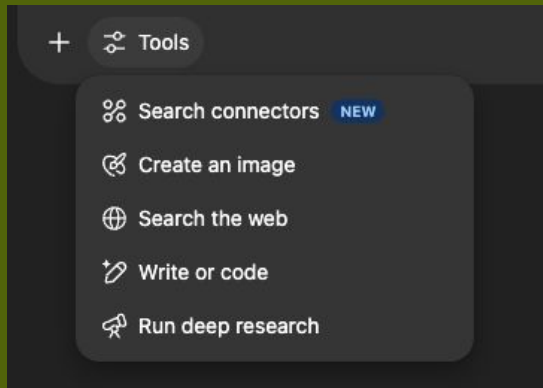 Tools
Search connectors NEW
Create an image
Search the web
Write or code
Run deep research